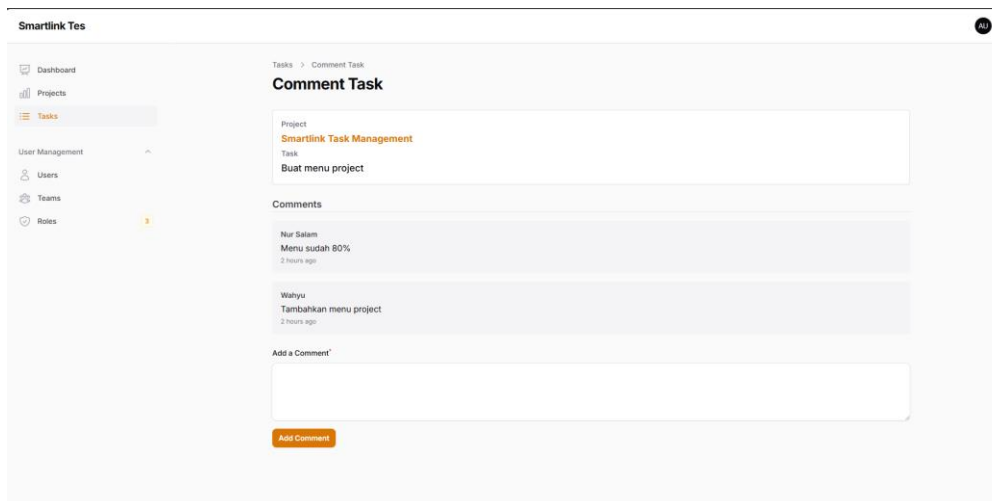 Smartlink Tes
AU
Dashboard
Projects
Tasks
User Management
Users
Teams
Roles 3
Tasks > Comment Task
Comment Task
Project
Smartlink Task Management
Task
Buat menu project
Comments
Nur Salam
Menu sudah 80%
2 hours ago
Wahyu
Tambahkan menu project
2 hours ago
Add a Comment*
Add Comment